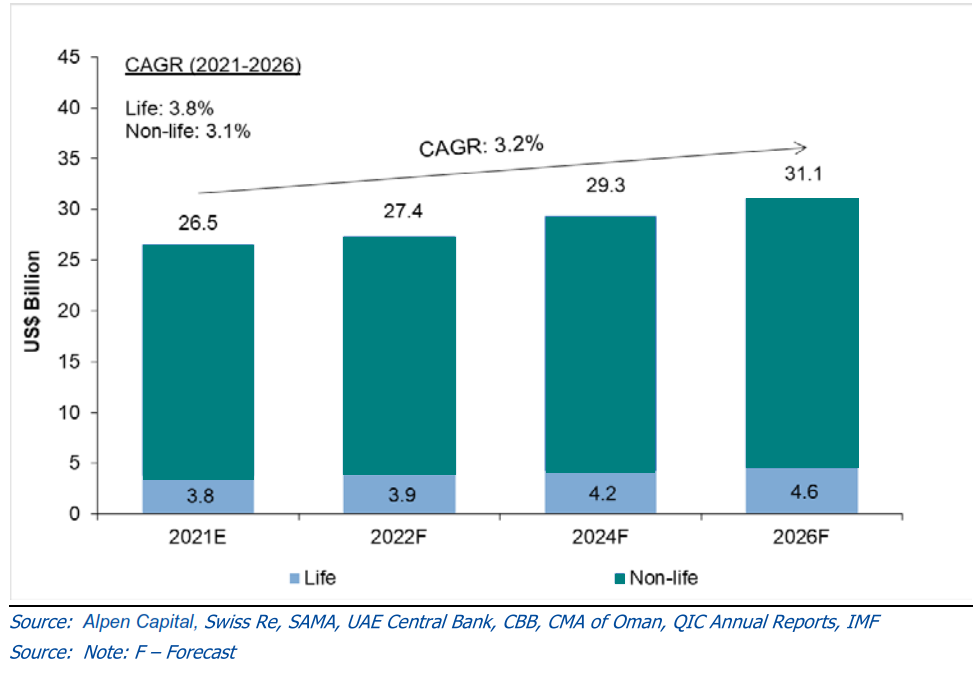 45
CAGR (2021-2026)
40
Life: 3.8%
Non-life: 3.1%
CAGR: 3.2%
35
31.1
29.3
30
27.4
26.5
25
US$ Billion
20
15
10
5
3.8
3.9
4.2
4.6
0
2021E
2022F
2024F
2026F
Life
Non-life
Source: Alpen Capital, Swiss Re, SAMA, UAE Central Bank, CBB, CMA of Oman, QIC Annual Reports, IMF
Source: Note: F – Forecast